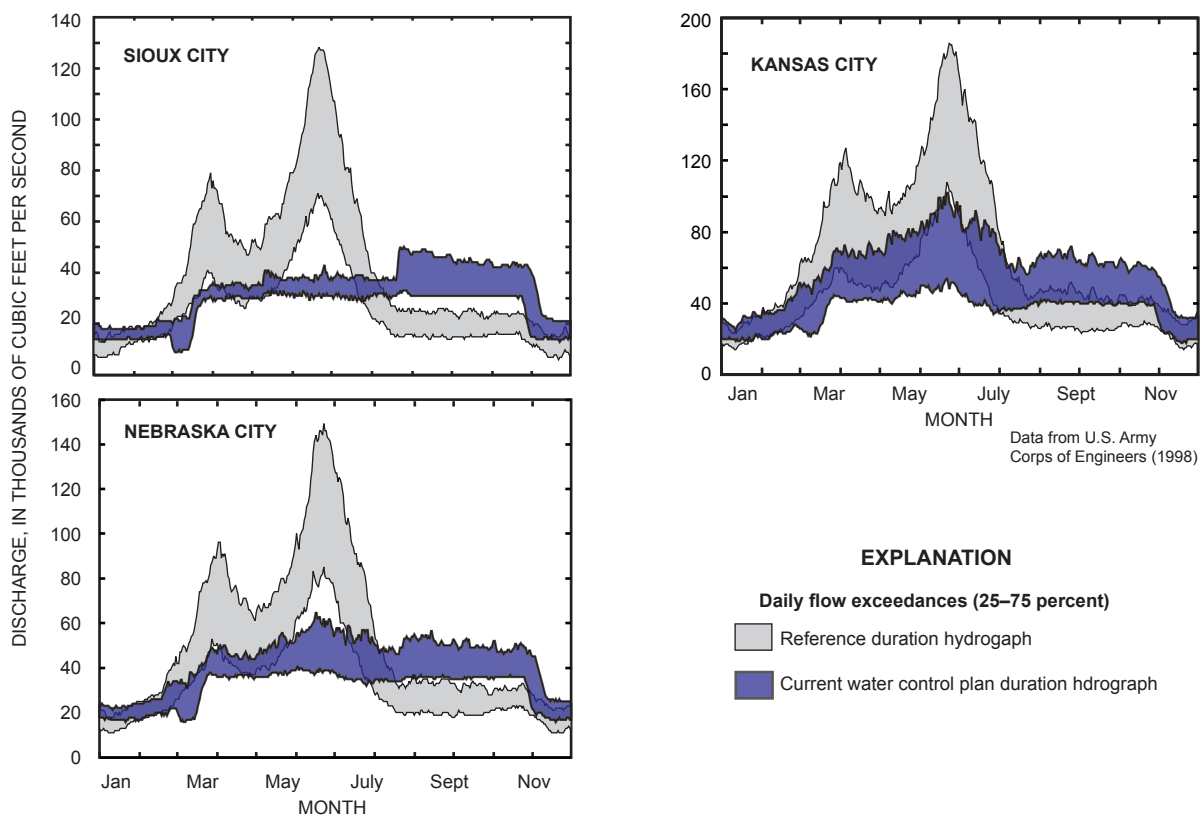 DISCHARGE, IN THOUSANDS OF CUBIC FEET PER SECOND
SIOUX CITY
140
120
100
80
60
40
20
0
NEBRASKA CITY
160
140
120
100
80
60
40
20
0
Jan Mar May July Sept Nov
MONTH
KANSAS CITY
200
160
120
80
40
0
Jan Mar May July Sept Nov
MONTH
Data from U.S. Army
Corps of Engineers (1998)
EXPLANATION
Daily flow exceedances (25–75 percent)
Reference duration hydrogaph
Current water control plan duration hdrograph